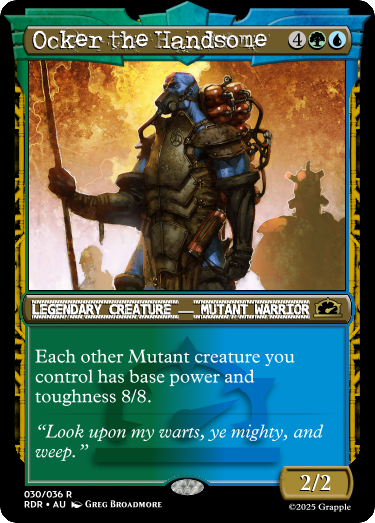 Ocker the Handsome 4
LEGENDARY CREATURE — MUTANT WARRIOR
Each other Mutant creature you
control has base power and
toughness 8/8.
“Look upon my warts, ye mighty, and
weep.”
2/2
030/036 R
RDR • AU Greg Broadmore
©2025 Grapple